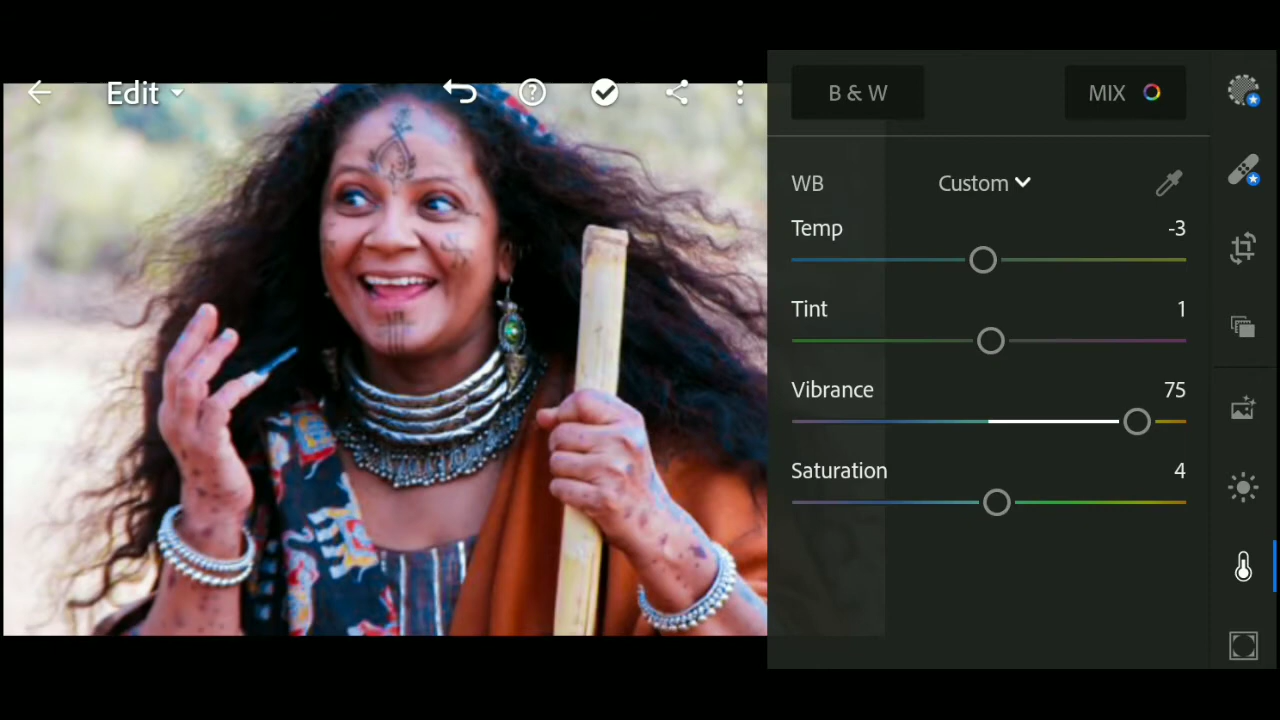 Edit
B & W
MIX
WB
Custom
Temp
-3
Tint
1
Vibrance
75
Saturation
4